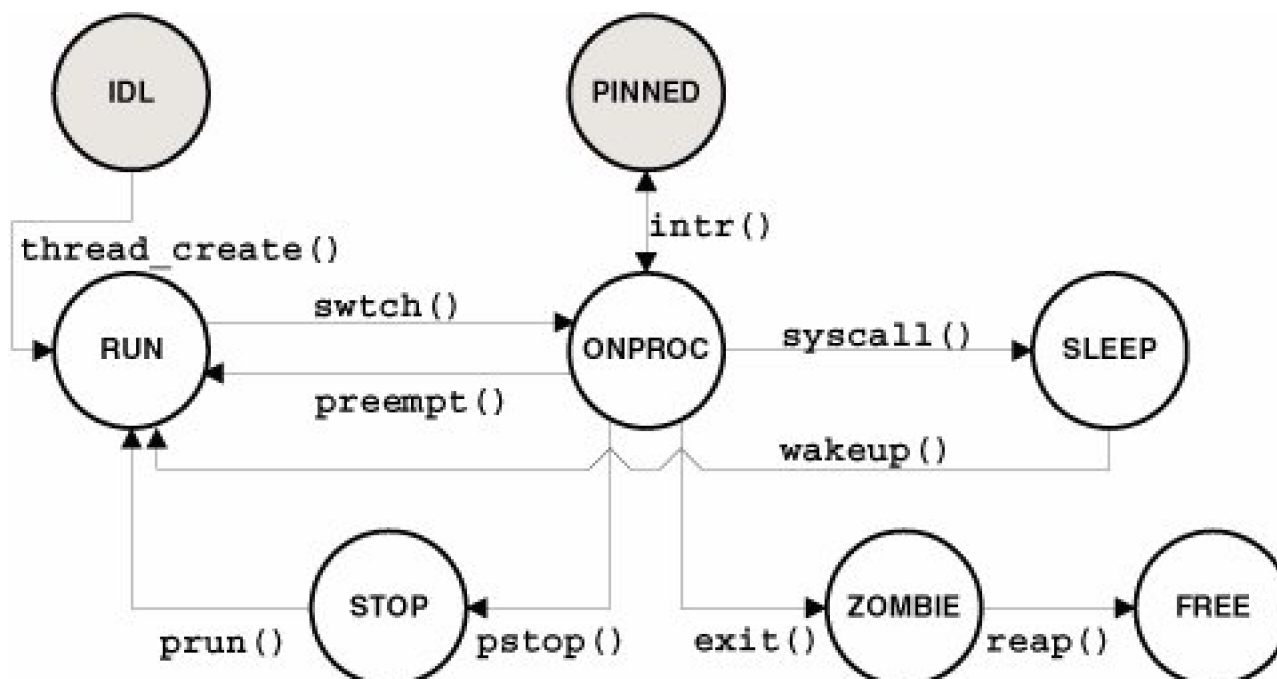 IDL
PINNED
intr()
thread_create()
swtch()
RUN
ONPROC
syscall()
SLEEP
preempt()
wakeup()
STOP
ZOMBIE
FREE
prun()
pstop()
exit()
reap()